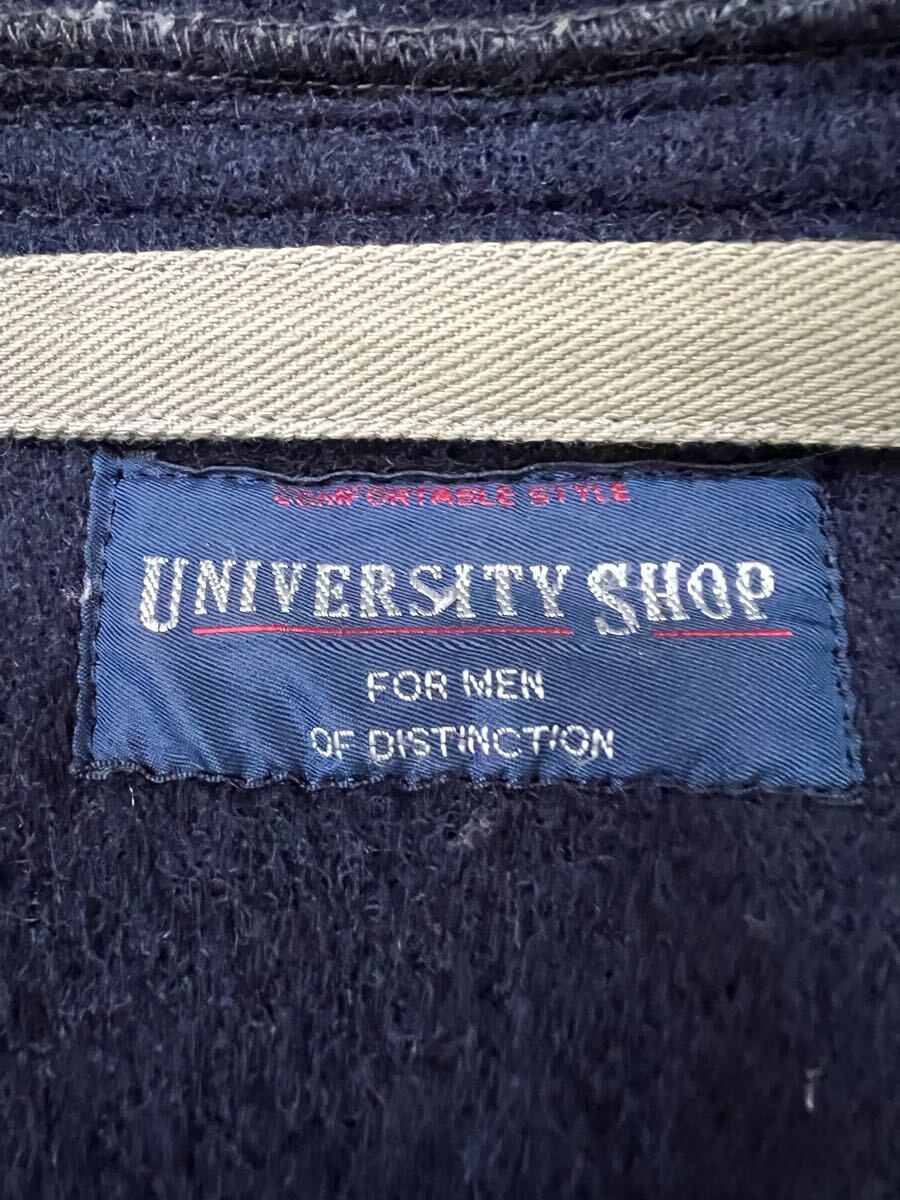 COMFORTABLE STYLE
UNIVERSITY SHOP
FOR MEN
OF DISTINCTION